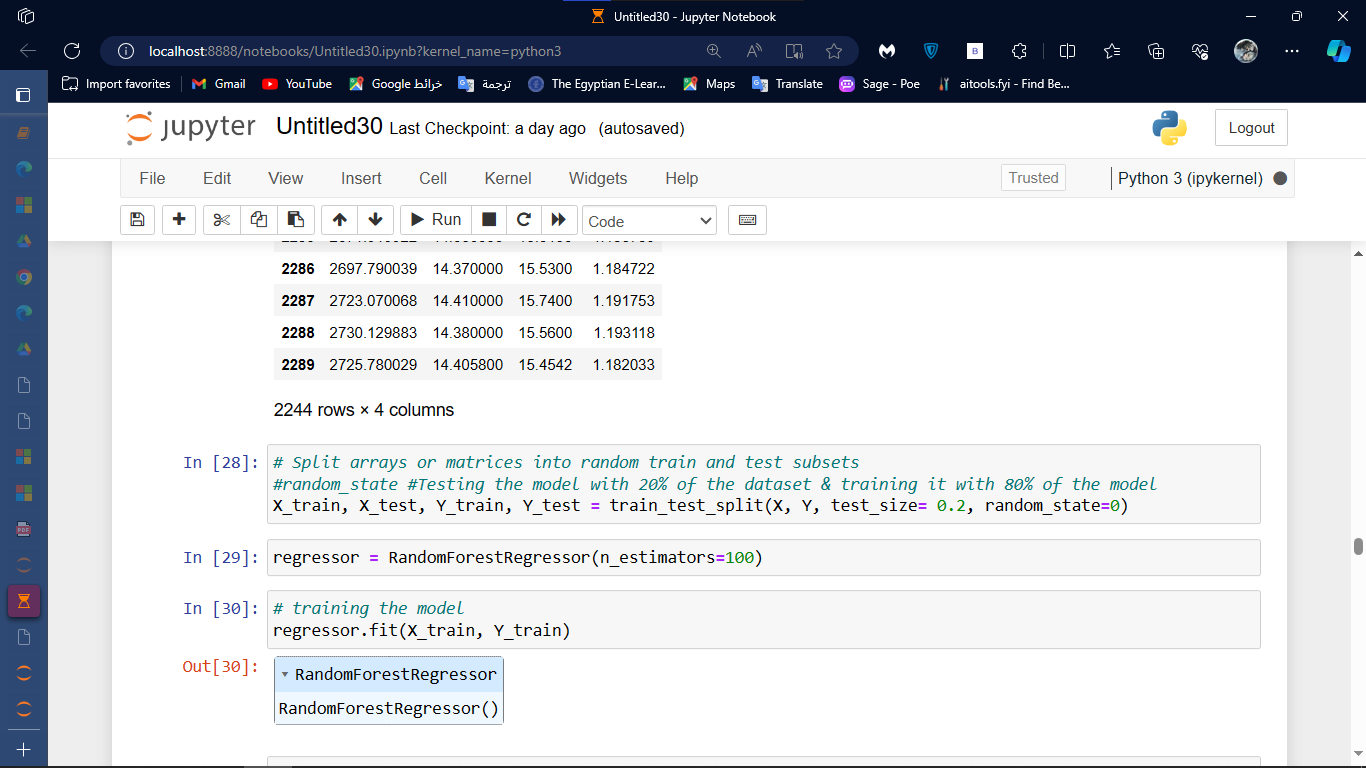 Untitled30 - Jupyter Notebook
localhost:8888/notebooks/Untitled30.ipynb?kernel_name=python3
Import favorites Gmail YouTube Google خرائط ترجمة The Egyptian E-Lear... Maps Translate Sage - Poe aitools.fyi - Find Be...
jupyter Untitled30 Last Checkpoint: a day ago (autosaved) Logout
File Edit View Insert Cell Kernel Widgets Help Trusted Python 3 (ipykernel)
Run Code
2286 2697.790039 14.370000 15.5300 1.184722
2287 2723.070068 14.410000 15.7400 1.191753
2288 2730.129883 14.380000 15.5600 1.193118
2289 2725.780029 14.405800 15.4542 1.182033
2244 rows × 4 columns
In [28]: # Split arrays or matrices into random train and test subsets
#random_state #Testing the model with 20% of the dataset & training it with 80% of the model
X_train, X_test, Y_train, Y_test = train_test_split(X, Y, test_size= 0.2, random_state=0)
In [29]: regressor = RandomForestRegressor(n_estimators=100)
In [30]: # training the model
regressor.fit(X_train, Y_train)
Out[30]: ▾ RandomForestRegressor
RandomForestRegressor()